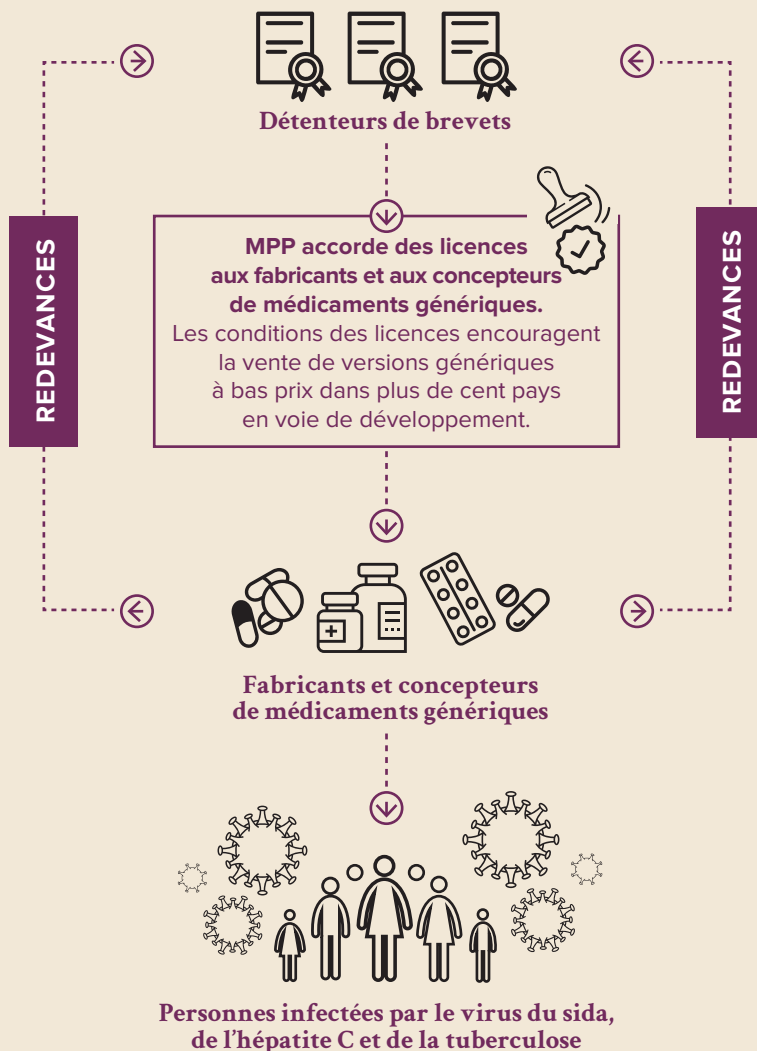 Détenteurs de brevets
REDEVANCES
MPP accorde des licences
aux fabricants et aux concepteurs
de médicaments génériques.
Les conditions des licences encouragent
la vente de versions génériques
à bas prix dans plus de cent pays
en voie de développement.
REDEVANCES
Fabricants et concepteurs
de médicaments génériques
Personnes infectées par le virus du sida,
de l’hépatite C et de la tuberculose